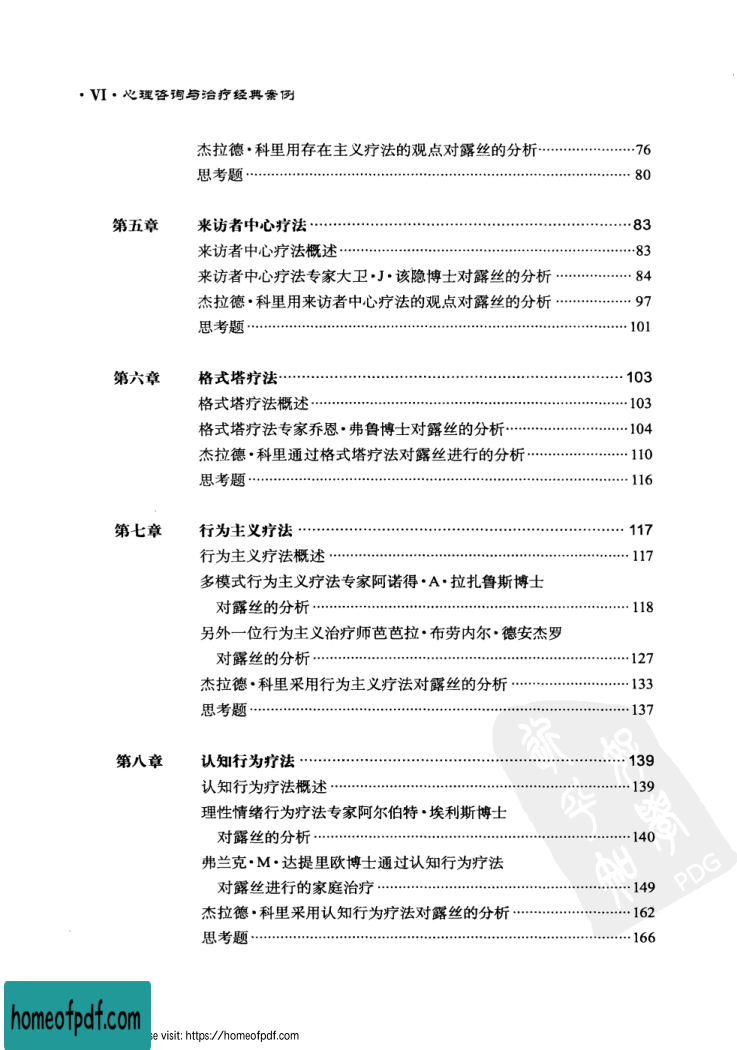 ·VI·心理咨询与治疗经典案例
杰拉德·科里用存在主义疗法的观点对露丝的分析……………………76
思考题……………………………………………………………………80
第五章 来访者中心疗法……………………………………………………83
来访者中心疗法概述……………………………………………………83
来访者中心疗法专家大卫·J·该隐博士对露丝的分析………………84
杰拉德·科里用来访者中心疗法的观点对露丝的分析………………97
思考题……………………………………………………………………101
第六章 格式塔疗法…………………………………………………………103
格式塔疗法概述…………………………………………………………103
格式塔疗法专家乔恩·弗鲁博士对露丝的分析………………………104
杰拉德·科里通过格式塔疗法对露丝进行的分析……………………110
思考题……………………………………………………………………116
第七章 行为主义疗法………………………………………………………117
行为主义疗法概述………………………………………………………117
多模式行为主义疗法专家阿诺得·A·拉扎鲁斯博士
对露丝的分析……………………………………………………………118
另外一位行为主义治疗师芭芭拉·布劳内尔·德安杰罗
对露丝的分析……………………………………………………………127
杰拉德·科里采用行为主义疗法对露丝的分析………………………133
思考题……………………………………………………………………137
第八章 认知行为疗法………………………………………………………139
认知行为疗法概述………………………………………………………139
理性情绪行为疗法专家阿尔伯特·埃利斯博士
对露丝的分析……………………………………………………………140
弗兰克·M·达提里欧博士通过认知行为疗法
对露丝进行的家庭治疗…………………………………………………149
杰拉德·科里采用认知行为疗法对露丝的分析………………………162
思考题……………………………………………………………………166
PDG
homeofpdf.com
se visit: https://homeofpdf.com